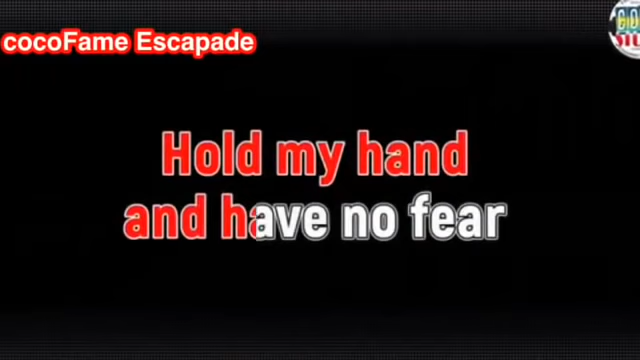 cocoFame Escapade
Hold my hand
and have no fear